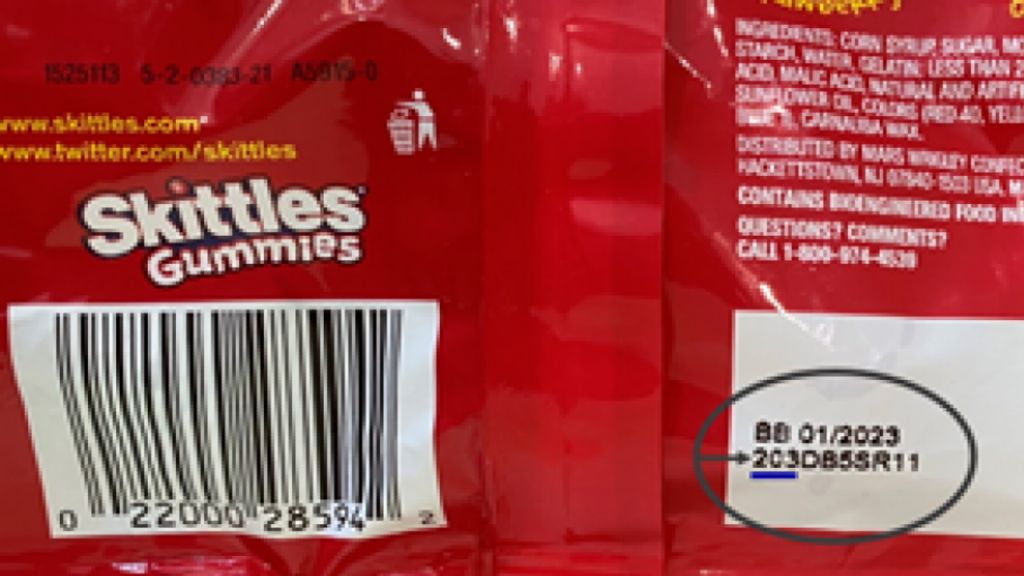 1525113 5-2-0383-21 A5915-0
www.skittles.com
www.twitter.com/skittles
Skittles
Gummies
0 22000 28594 2
INGREDIENTS: CORN SYRUP, SUGAR, MO
STARCH, WATER, GELATIN; LESS THAN 2
ACID, MALIC ACID, NATURAL AND ARTIFI
SUNFLOWER OIL, COLORS (RED 40, YELL
CARNAUBA WAX.
DISTRIBUTED BY MARS WRIGLEY CONFEC
HACKETTSTOWN, NJ 07840-1503 USA, M
CONTAINS BIOENGINEERED FOOD IN
QUESTIONS? COMMENTS?
CALL 1-800-974-4539
BB 01/2023
203DB5SR11